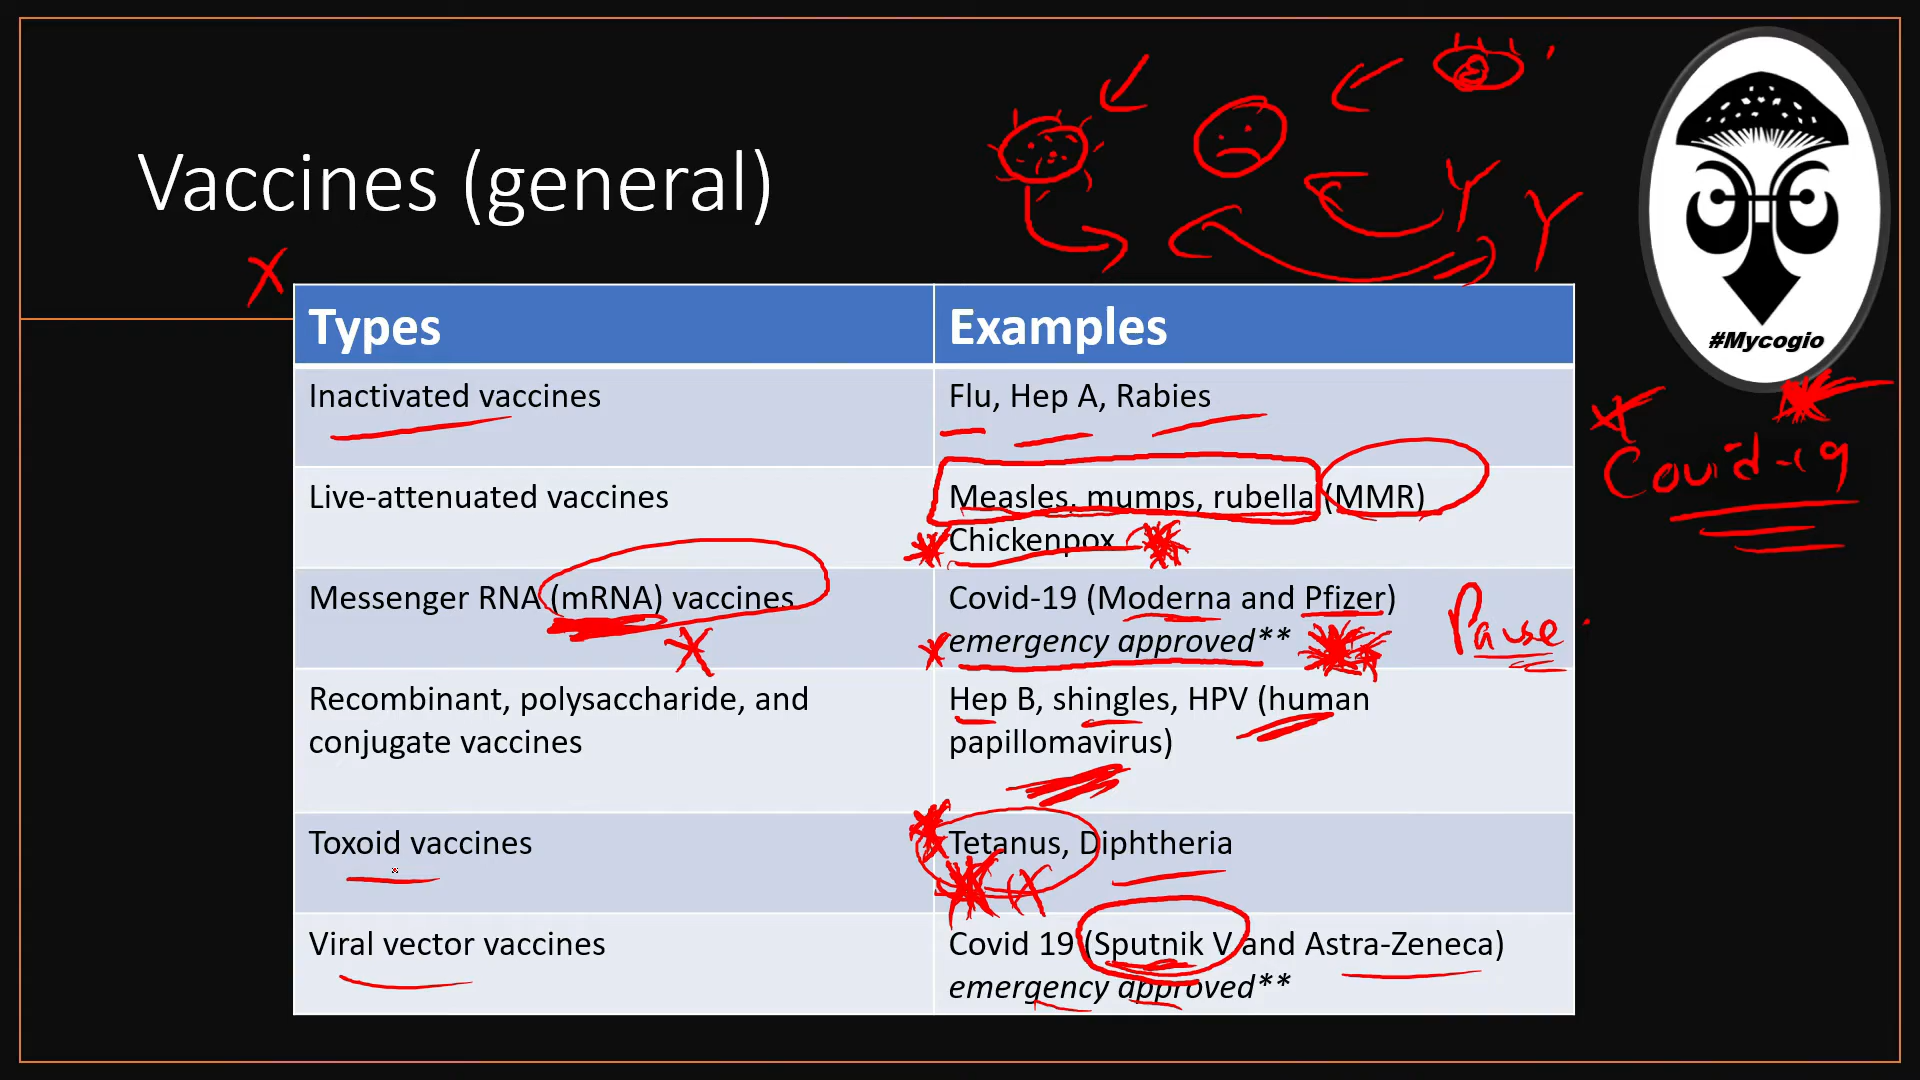 Vaccines (general)
#Mycogio
Types
Examples
Inactivated vaccines
Flu, Hep A, Rabies
Covid-19
Live-attenuated vaccines
Measles, mumps, rubella (MMR)
Chickenpox
Messenger RNA (mRNA) vaccines
Covid-19 (Moderna and Pfizer)
emergency approved**
Pause
Recombinant, polysaccharide, and
conjugate vaccines
Hep B, shingles, HPV (human
papillomavirus)
Toxoid vaccines
Tetanus, Diphtheria
Viral vector vaccines
Covid 19 (Sputnik V and Astra-Zeneca)
emergency approved**